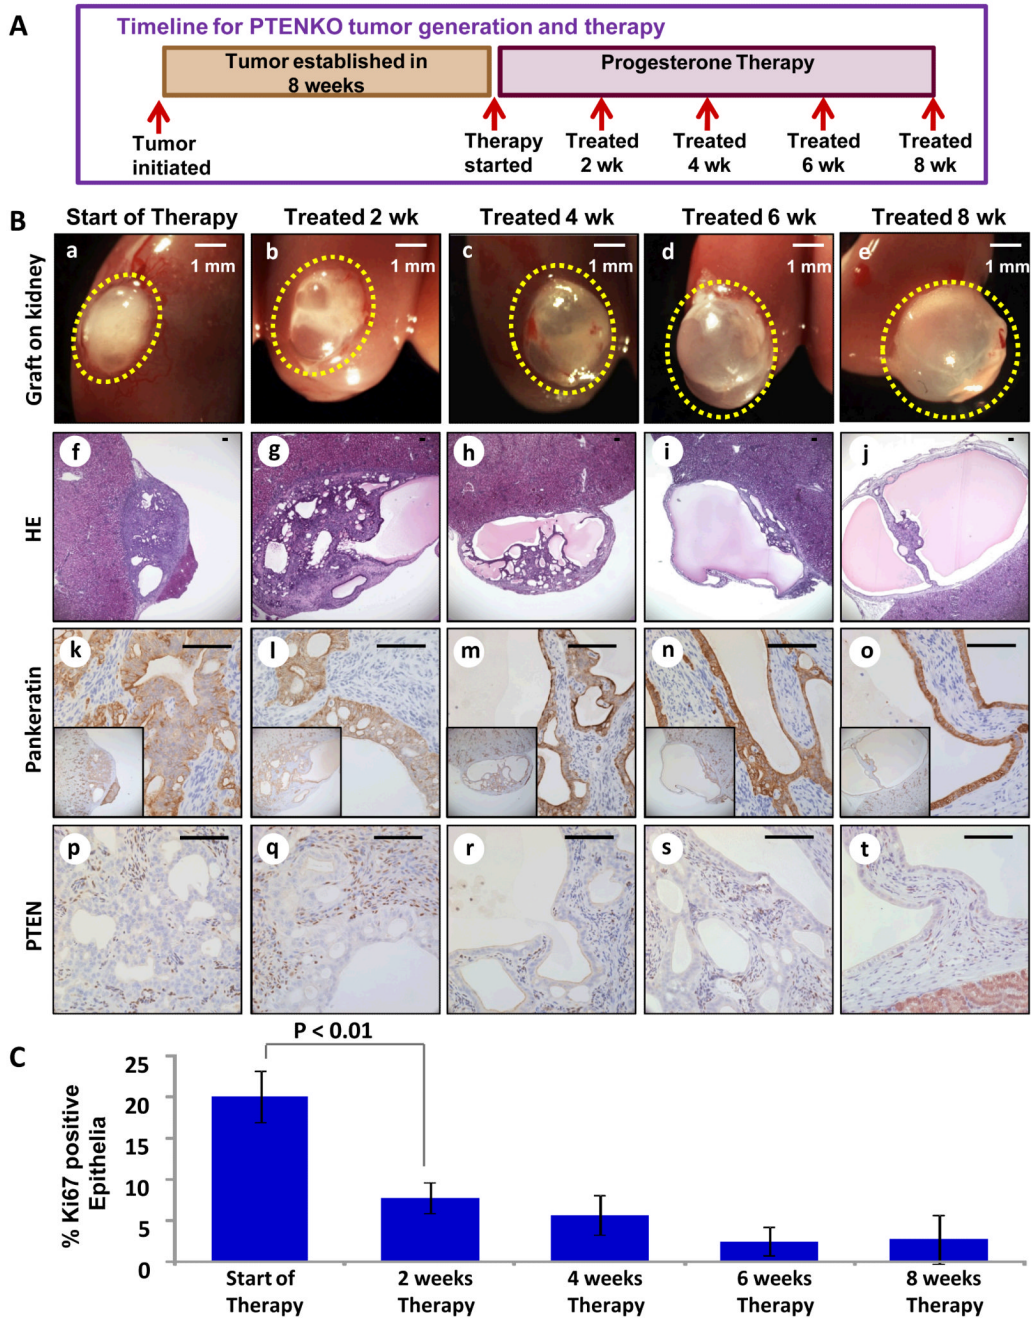 A
Timeline for PTENKO tumor generation and therapy
Tumor established in
8 weeks
Progesterone Therapy
Tumor
initiated
Therapy
started
Treated
2 wk
Treated
4 wk
Treated
6 wk
Treated
8 wk
B
Start of Therapy
Treated 2 wk
Treated 4 wk
Treated 6 wk
Treated 8 wk
Graft on kidney
a
1 mm
b
1 mm
c
1 mm
d
1 mm
e
1 mm
HE
f
g
h
i
j
Pankeratin
k
l
m
n
o
PTEN
p
q
r
s
t
C
P < 0.01
% Ki67 positive
Epithelia
25
20
15
10
5
0
Start of
Therapy
2 weeks
Therapy
4 weeks
Therapy
6 weeks
Therapy
8 weeks
Therapy